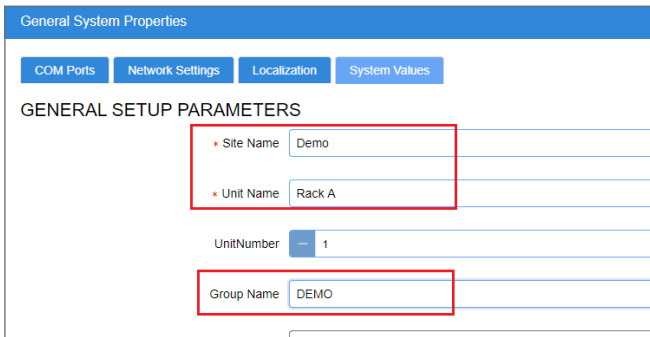 General System Properties
COM Ports Network Settings Localization System Values
GENERAL SETUP PARAMETERS
* Site Name Demo
* Unit Name Rack A
UnitNumber − 1
Group Name DEMO